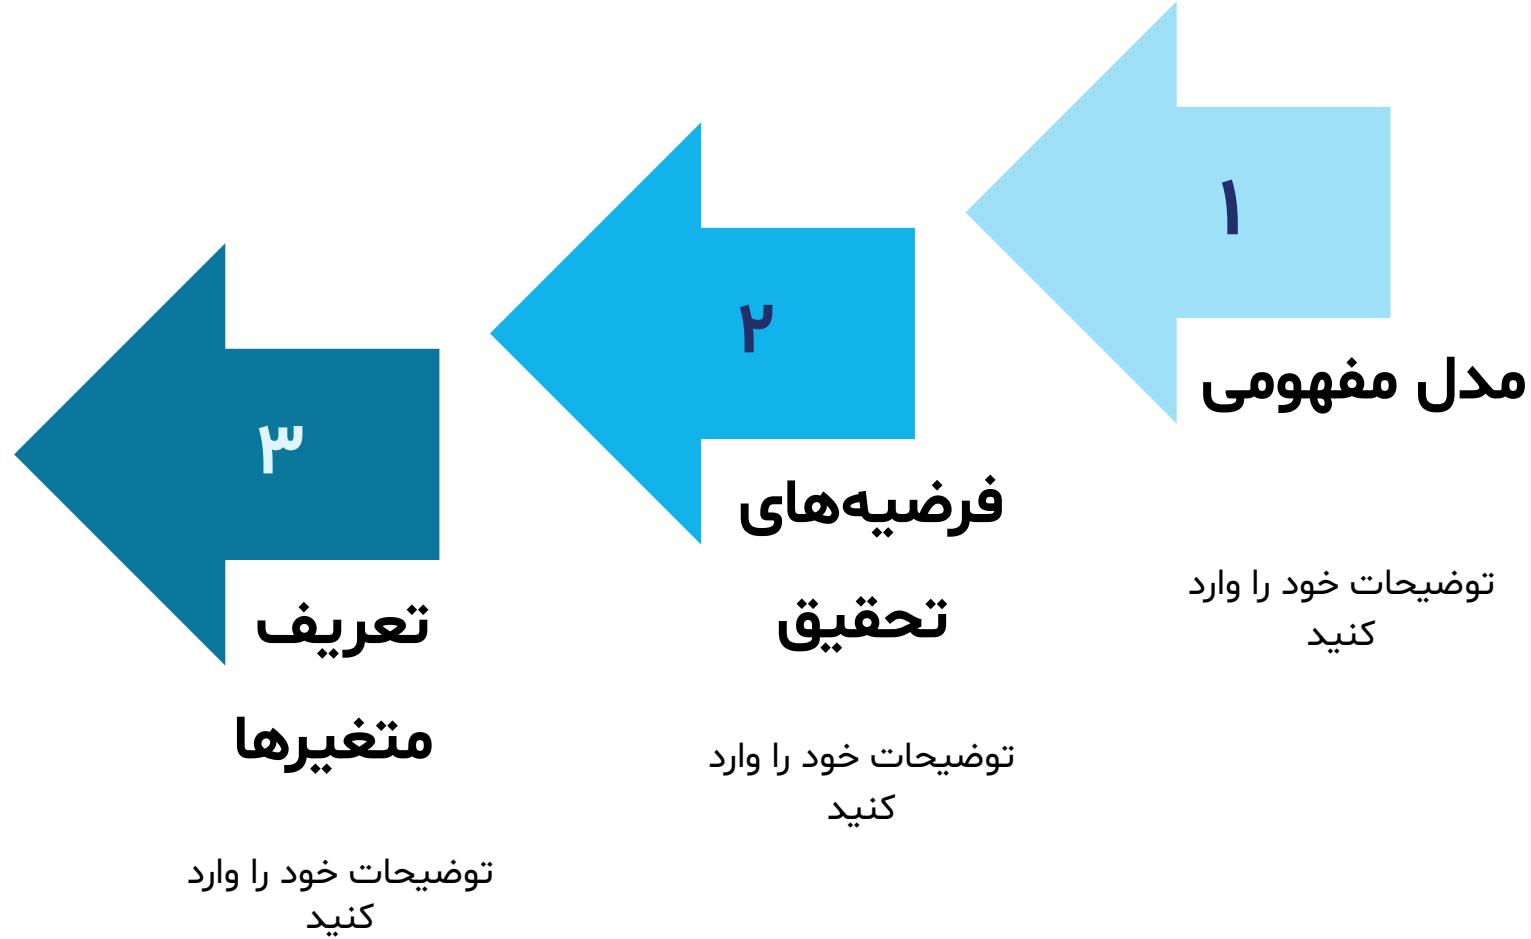 ۱
مدل مفهومی
توضیحات خود را وارد
کنید
۲
فرضیه‌های
تحقیق
توضیحات خود را وارد
کنید
۳
تعریف
متغیرها
توضیحات خود را وارد
کنید